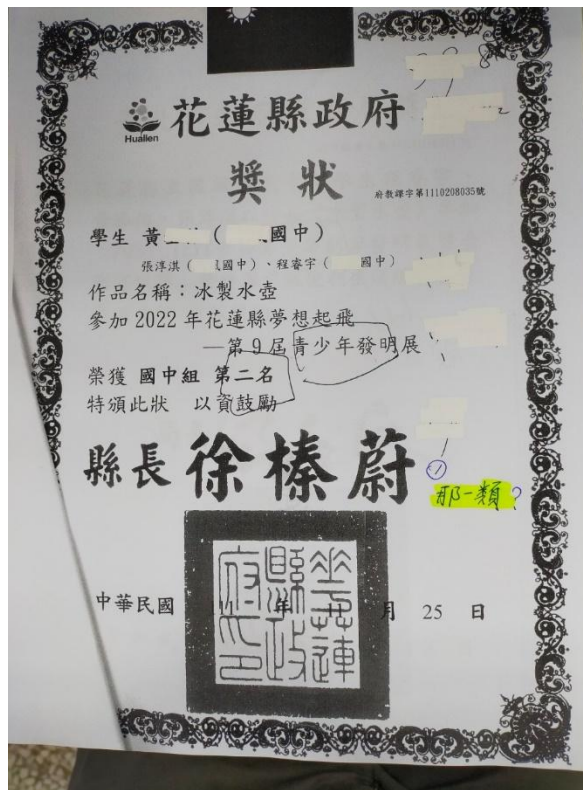 Hualien
花蓮縣政府
獎狀
府教課字第1110208035號
學生 黃 ( 國中)
張淳淇( 國中)、程睿宇( 國中)
作品名稱:冰製水壺
參加 2022 年花蓮縣夢想起飛
—第9屆青少年發明展
榮獲 國中組 第二名
特頒此狀 以資鼓勵
縣長 徐榛蔚
①
那一類?
花蓮縣政府印
中華民國 年 月 25 日